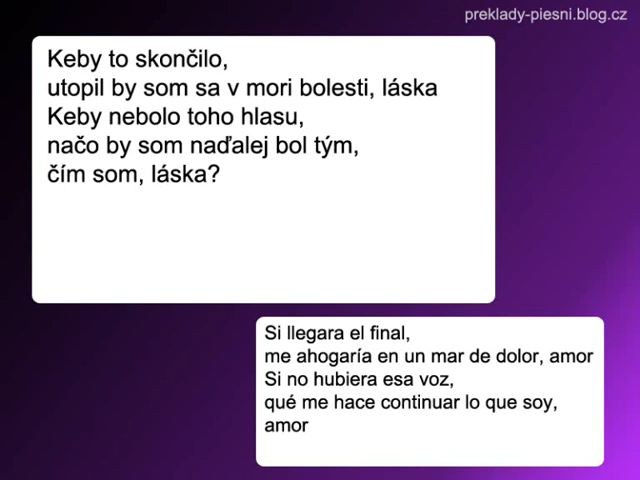 preklady-piesni.blog.cz
Keby to skončilo,
utopil by som sa v mori bolesti, láska
Keby nebolo toho hlasu,
načo by som naďalej bol tým,
čím som, láska?
Si llegara el final,
me ahogaría en un mar de dolor, amor
Si no hubiera esa voz,
qué me hace continuar lo que soy,
amor